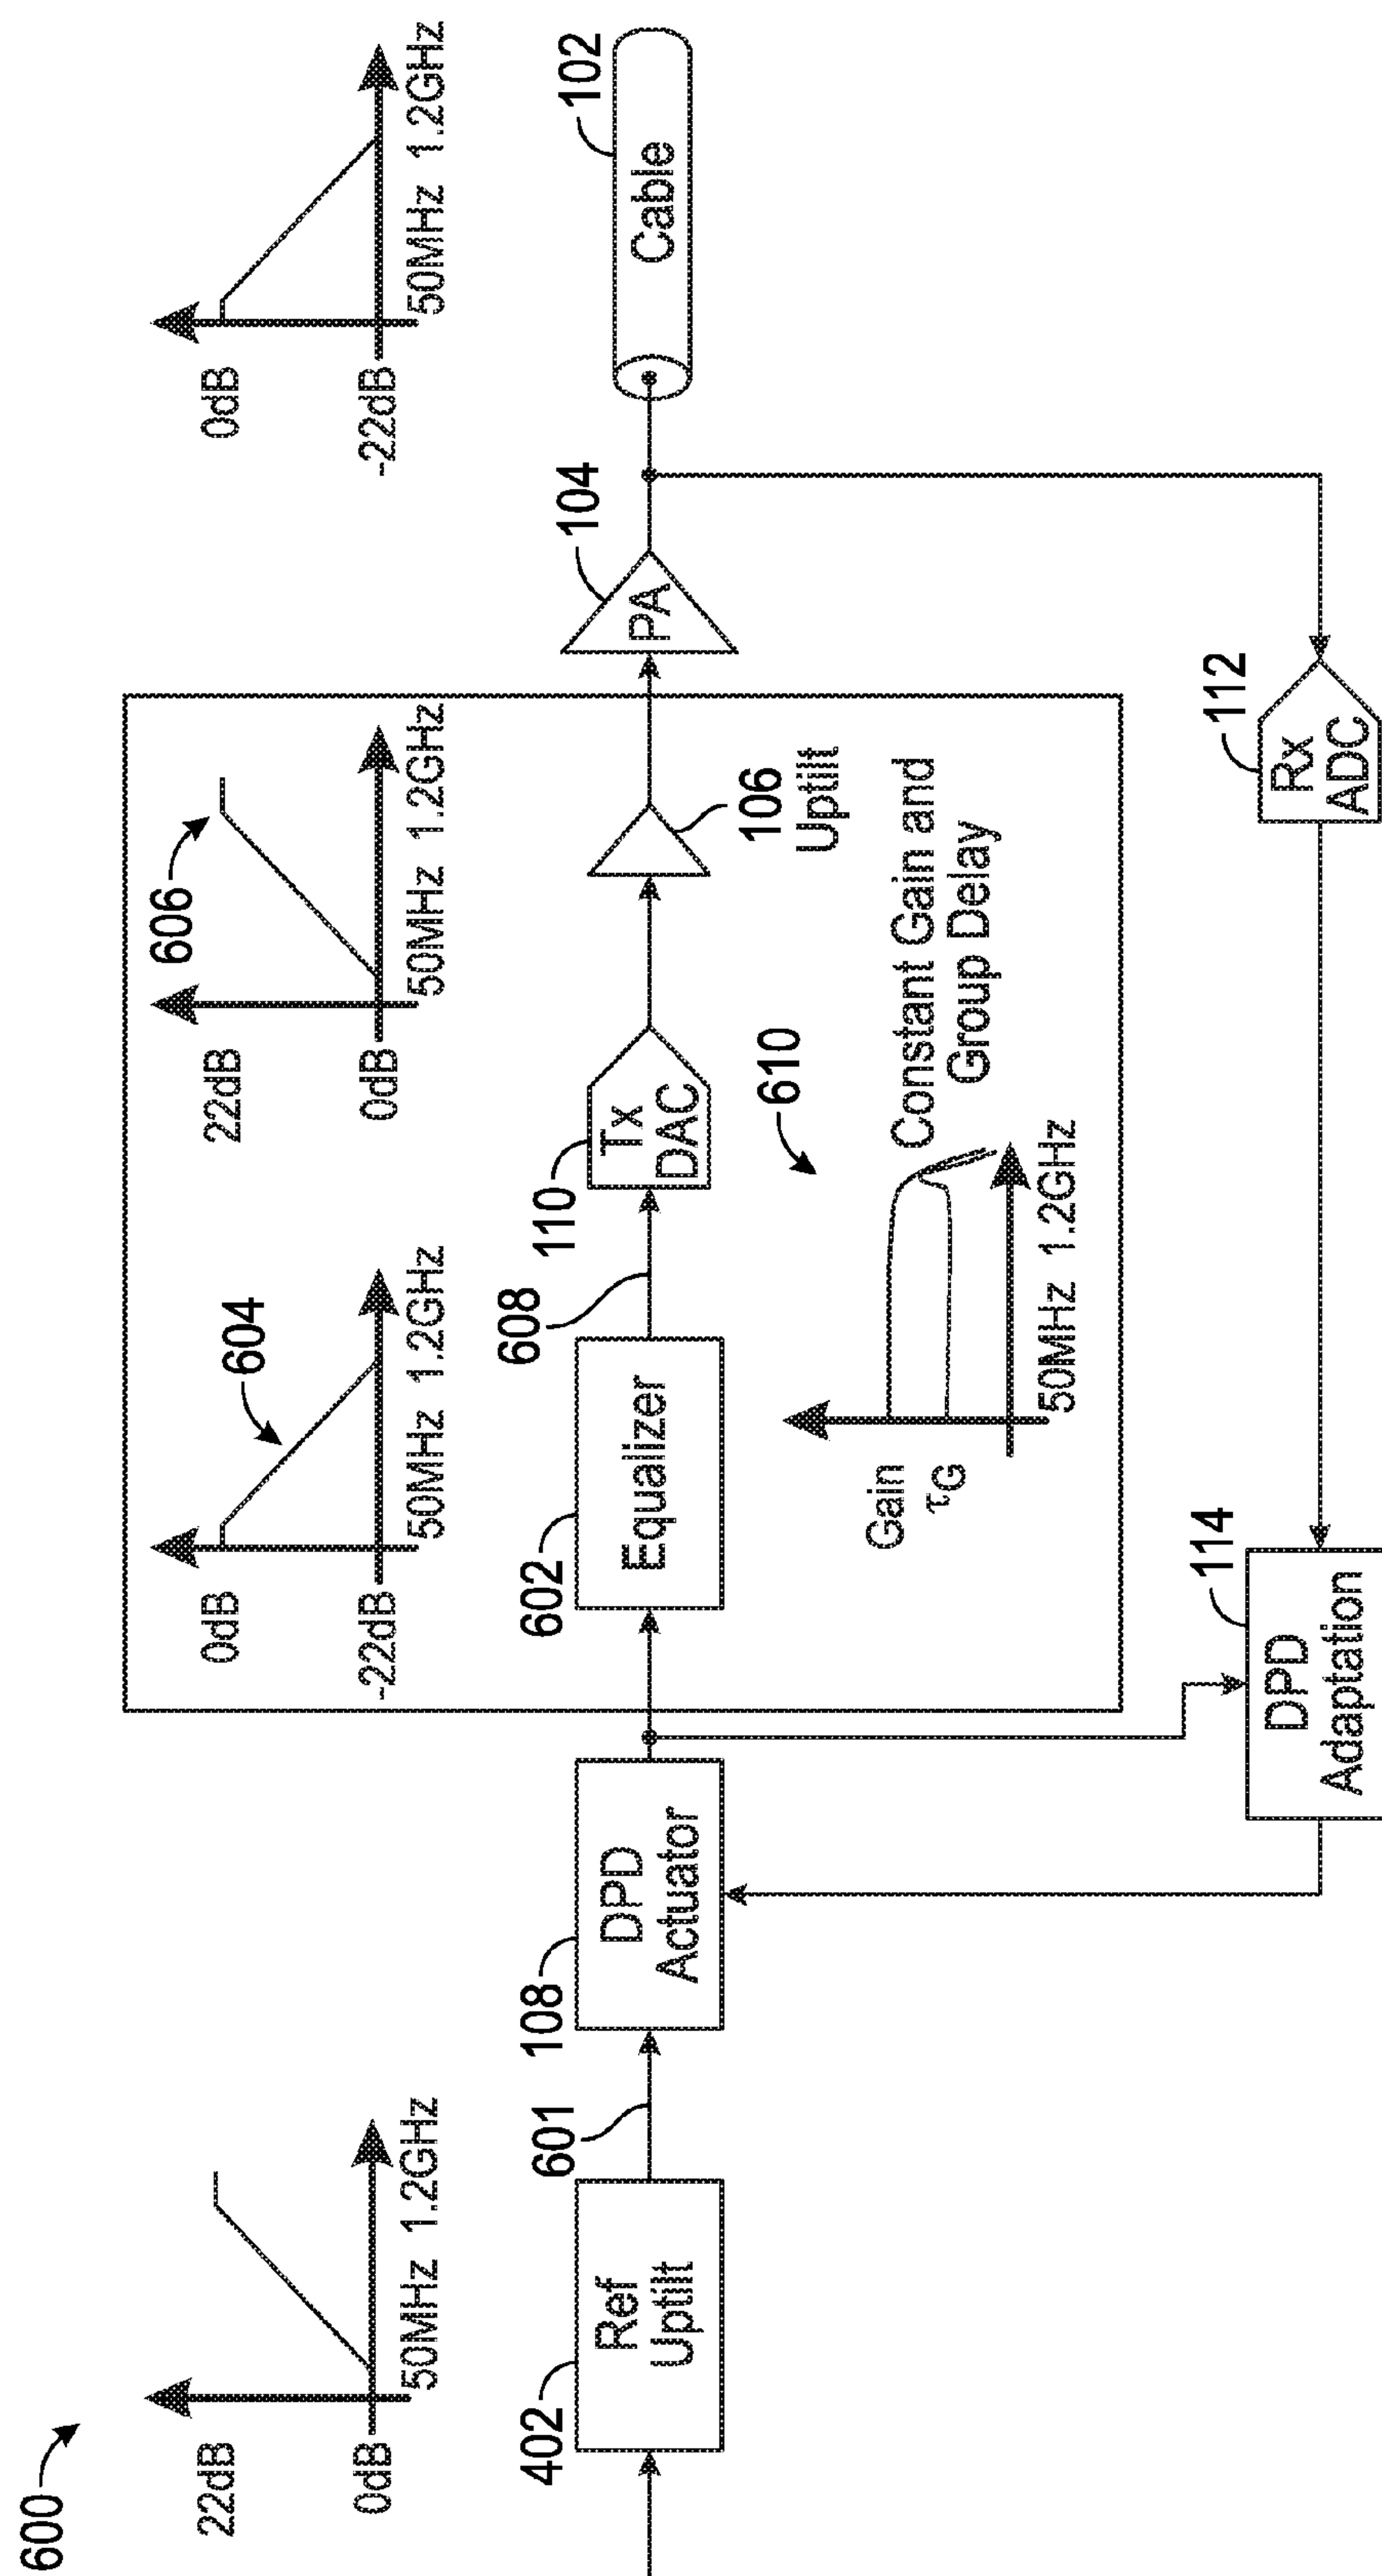 600
22dB
0dB
50MHz 1.2GHz
402
Ref
Uptilt
601
108
DPD
Actuator
0dB
-22dB
50MHz 1.2GHz
604
602
Equalizer
608
22dB
0dB
50MHz 1.2GHz
606
110
Tx
DAC
106
Uptilt
610
Gain
τG
50MHz 1.2GHz
Constant Gain and
Group Delay
104
PA
0dB
-22dB
50MHz 1.2GHz
102
Cable
114
DPD
Adaptation
112
Rx
ADC